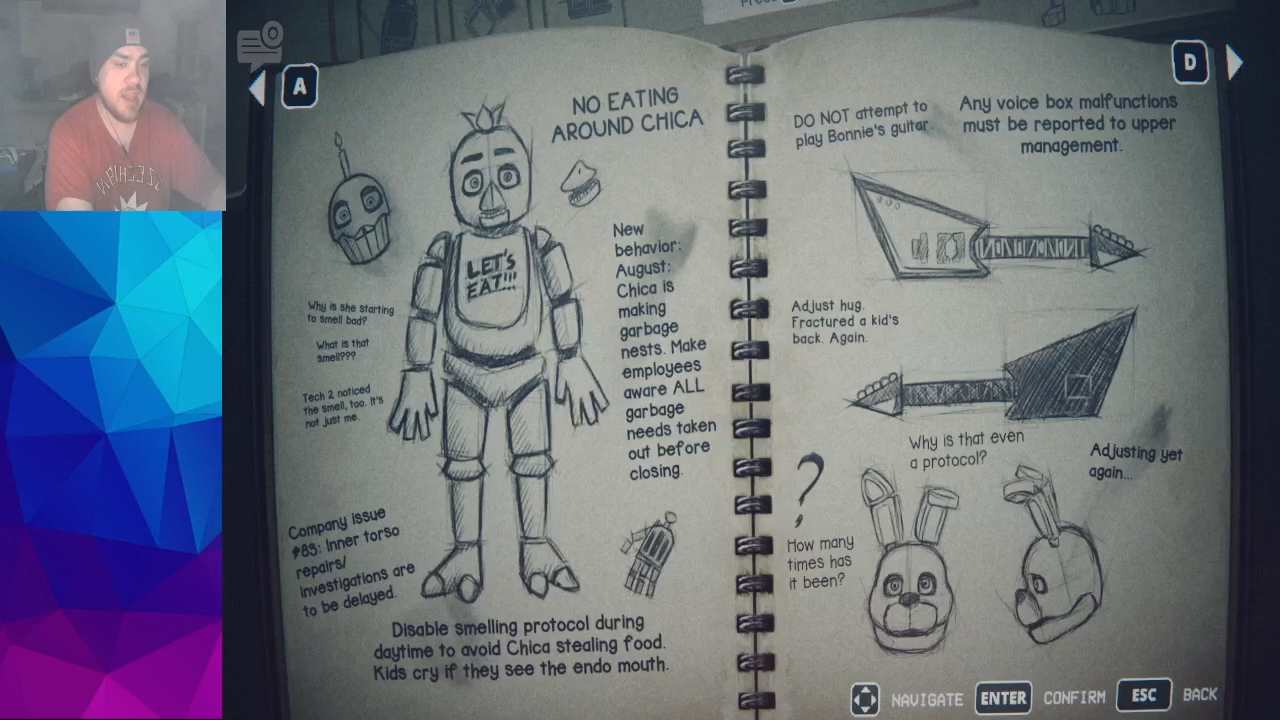 A
D
NO EATING
AROUND CHICA
LET'S
EAT!!!
New
behavior:
August:
Chica is
making
garbage
nests. Make
employees
aware ALL
garbage
needs taken
out before
closing.
Why is she starting
to smell bad?
What is that
smell???
Tech 2 noticed
the smell, too. It's
not just me.
Company issue
#83: Inner torso
repairs/
investigations are
to be delayed.
Disable smelling protocol during
daytime to avoid Chica stealing food.
Kids cry if they see the endo mouth.
DO NOT attempt to
play Bonnie's guitar.
Any voice box malfunctions
must be reported to upper
management.
Adjust hug.
Fractured a kid's
back. Again.
Why is that even
a protocol?
Adjusting yet
again...
?
How many
times has
it been?
NAVIGATE ENTER CONFIRM ESC BACK